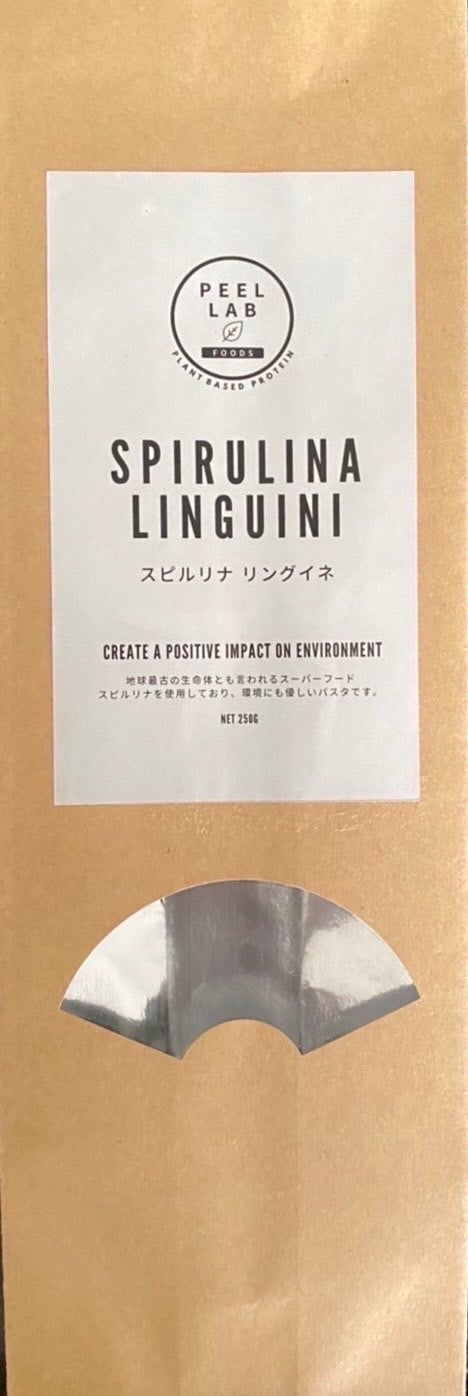 PEEL
LAB
FOODS
PLANT BASED PROTEIN
SPIRULINA
LINGUINI
スピルリナ リングイネ
CREATE A POSITIVE IMPACT ON ENVIRONMENT
地球最古の生命体とも言われるスーパーフード
スピルリナを使用しており、環境にも優しいパスタです。
NET 250G